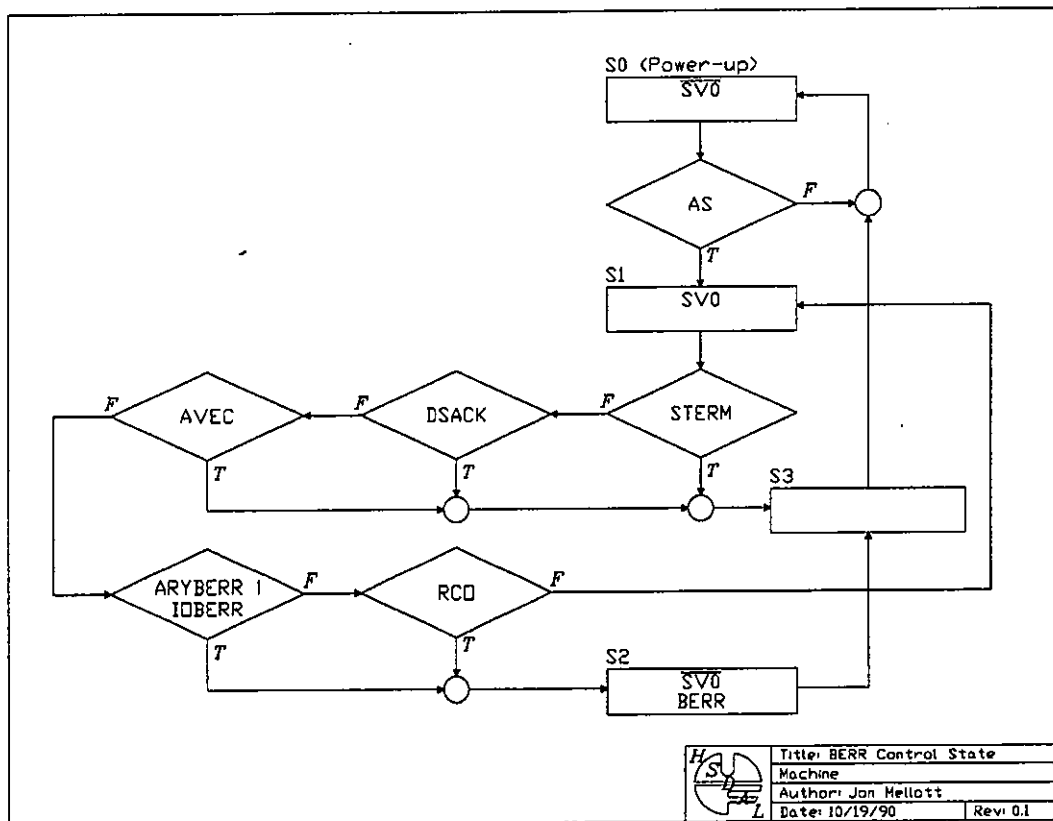 S0 (Power-up)
SV0
AS
F
T
S1
SV0
F
AVEC
F
DSACK
F
STERM
T
T
T
S3
ARYBERR |
IOBERR
F
RCO
F
T
T
S2
SV0
BERR
H S D A L
Title: BERR Control State
Machine
Author: Jon Mellott
Date: 10/19/90
Rev: 0.1